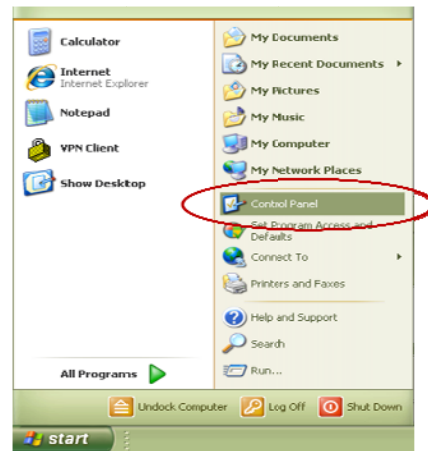 Calculator
Internet
Internet Explorer
Notepad
VPN Client
Show Desktop
All Programs
My Documents
My Recent Documents
My Pictures
My Music
My Computer
My Network Places
Control Panel
Set Program Access and
Defaults
Connect To
Printers and Faxes
Help and Support
Search
Run...
Undock Computer
Log Off
Shut Down
start